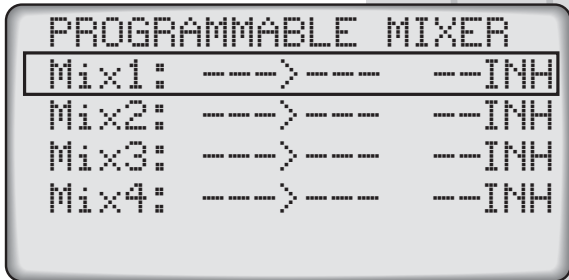 PROGRAMMABLE MIXER
Mix1: --->--- --INH
Mix2: --->--- --INH
Mix3: --->--- --INH
Mix4: --->--- --INH